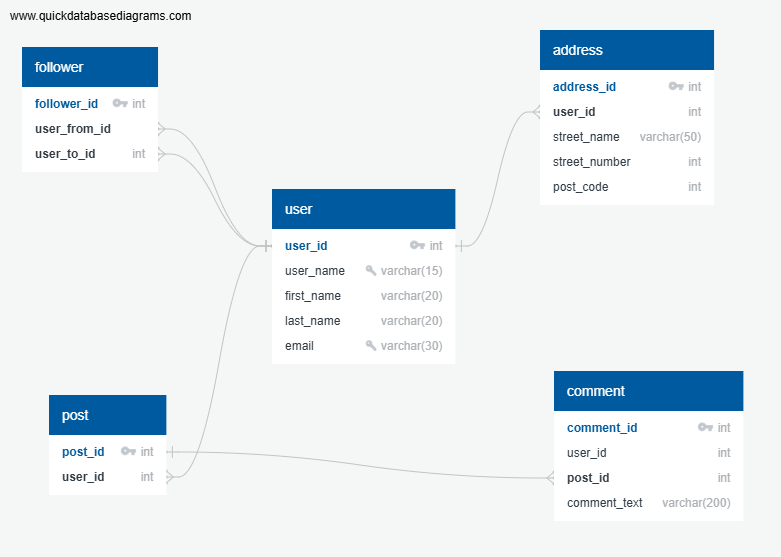 www.quickdatabasediagrams.com
follower
follower_id int
user_from_id
user_to_id int
address
address_id int
user_id int
street_name varchar(50)
street_number int
post_code int
user
user_id int
user_name varchar(15)
first_name varchar(20)
last_name varchar(20)
email varchar(30)
post
post_id int
user_id int
comment
comment_id int
user_id int
post_id int
comment_text varchar(200)